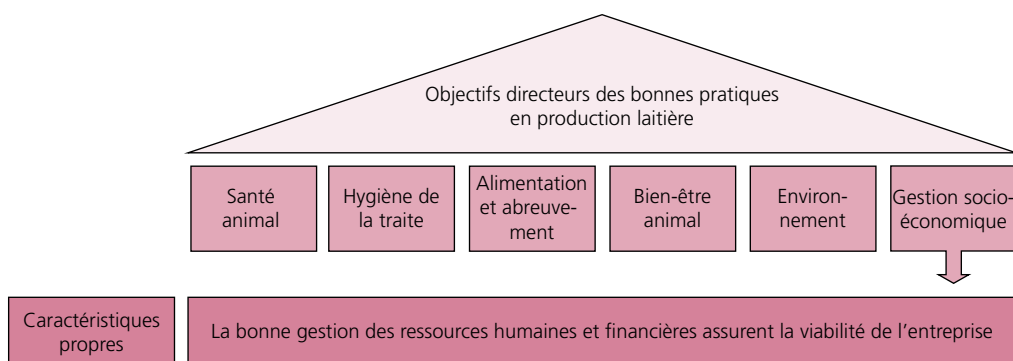 Objectifs directeurs des bonnes pratiques
en production laitière
Santé
animal
Hygiène de
la traite
Alimentation
et abreuve-
ment
Bien-être
animal
Environ-
nement
Gestion socio-
économique
Caractéristiques
propres
La bonne gestion des ressources humaines et financières assurent la viabilité de l’entreprise